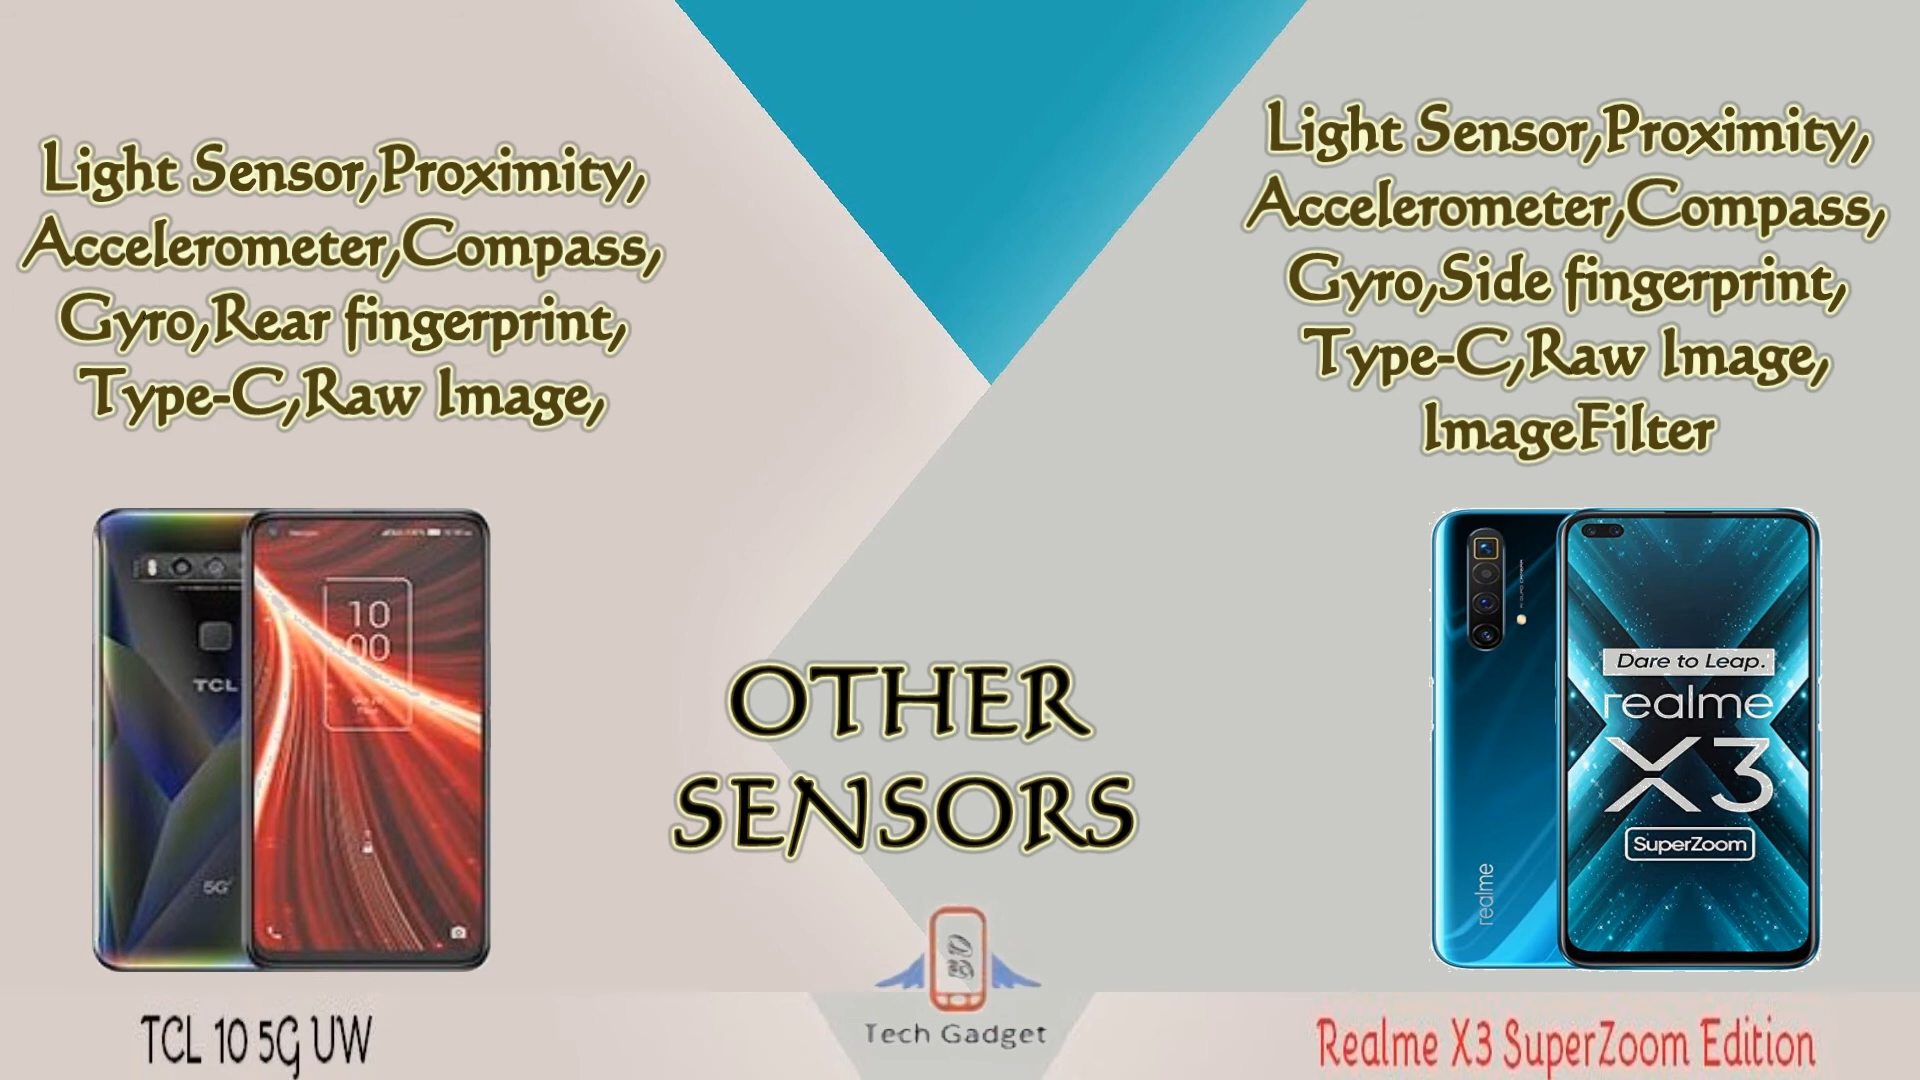 Light Sensor,Proximity,
Accelerometer,Compass,
Gyro,Rear fingerprint,
Type-C,Raw Image,
Light Sensor,Proximity,
Accelerometer,Compass,
Gyro,Side fingerprint,
Type-C,Raw Image,
ImageFilter
TCL
5G
10
00
Dare to Leap.
realme
X3
SuperZoom
realme
OTHER
SENSORS
Tech Gadget
TCL 10 5G UW
Realme X3 SuperZoom Edition